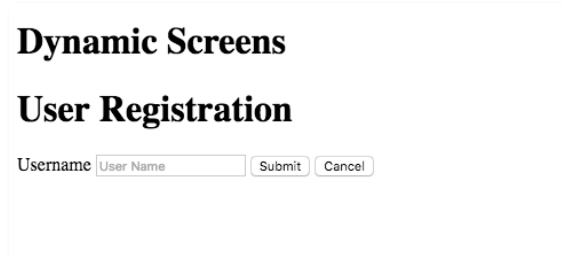 Dynamic Screens
User Registration
Username User Name Submit Cancel